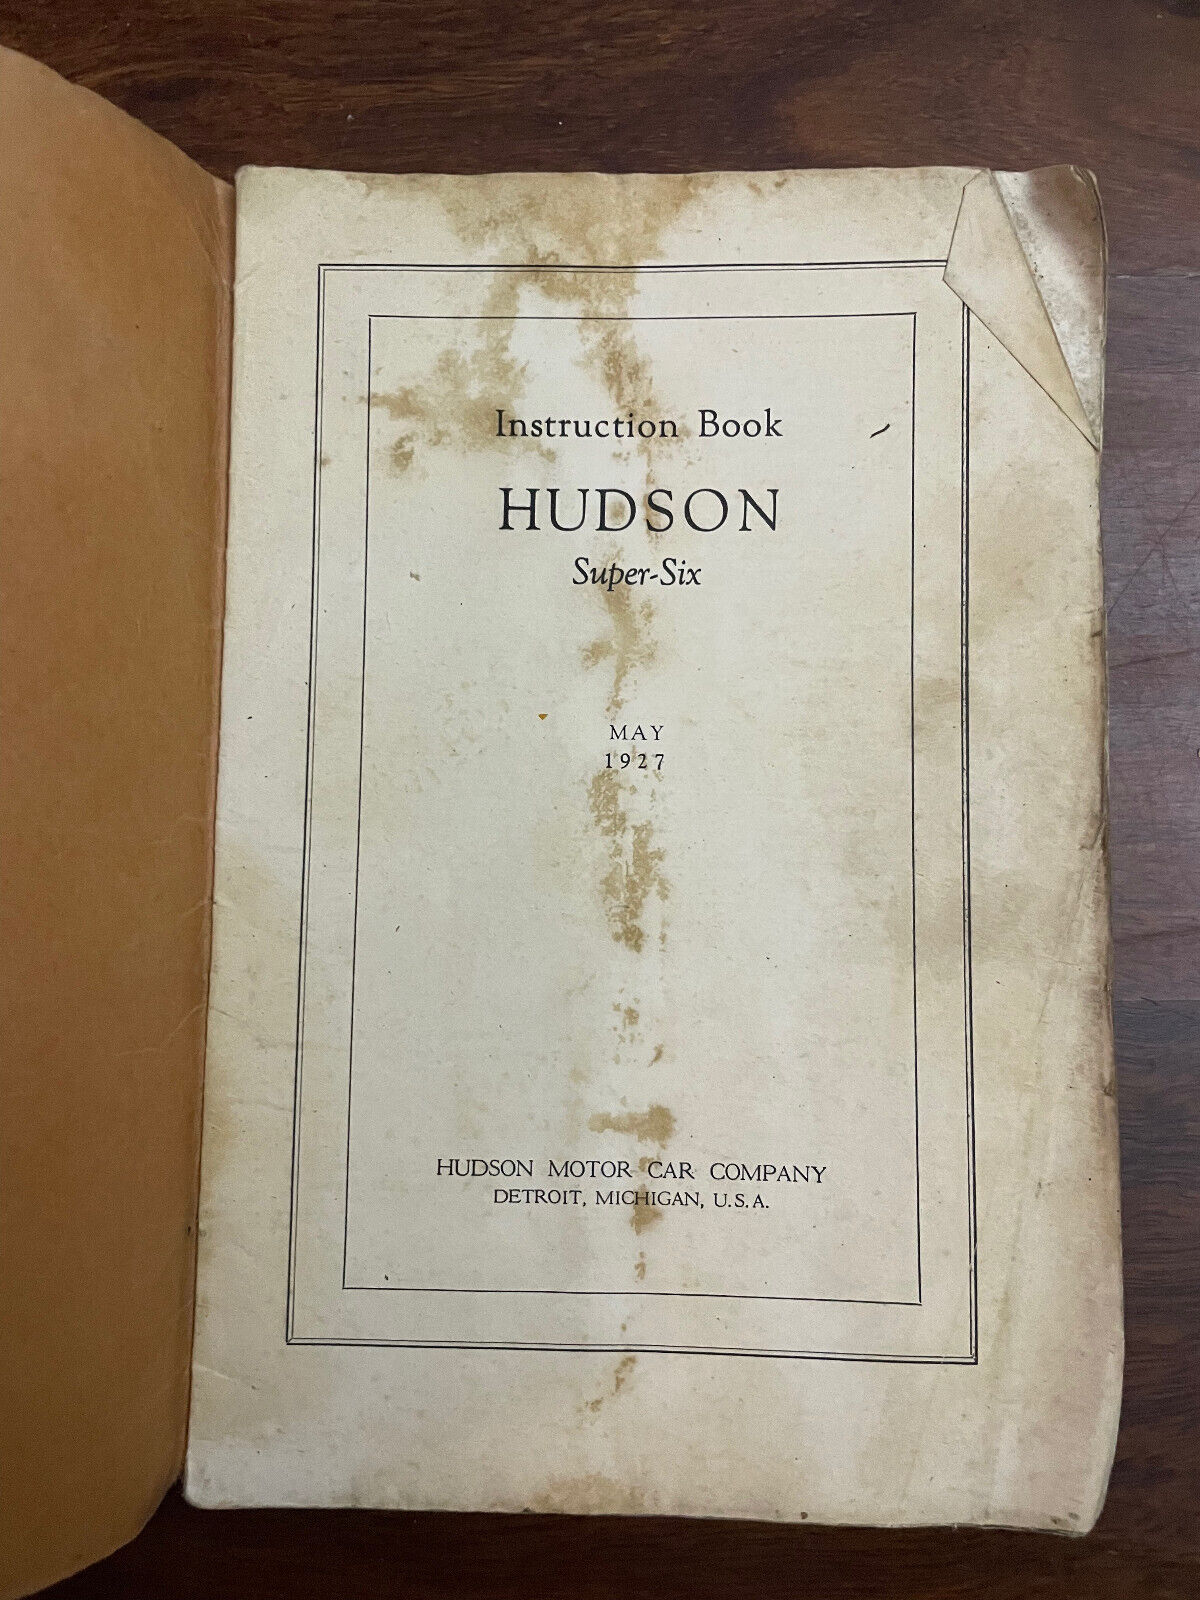 Instruction Book
HUDSON
Super-Six
MAY
1927
HUDSON MOTOR CAR COMPANY
DETROIT, MICHIGAN, U.S.A.